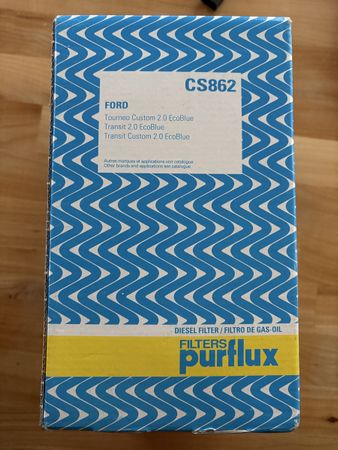 CS862
FORD
Tourneo Custom 2.0 EcoBlue
Transit 2.0 EcoBlue
Transit Custom 2.0 EcoBlue
Autres marques et applications voir catalogue
Other brands and applications see catalogue
DIESEL FILTER / FILTRO DE GAS-OIL
FILTERS
purflux